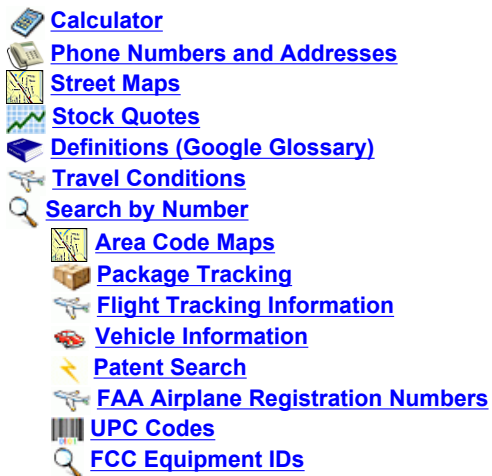 Calculator
Phone Numbers and Addresses
Street Maps
Stock Quotes
Definitions (Google Glossary)
Travel Conditions
Search by Number
Area Code Maps
Package Tracking
Flight Tracking Information
Vehicle Information
Patent Search
FAA Airplane Registration Numbers
UPC Codes
FCC Equipment IDs